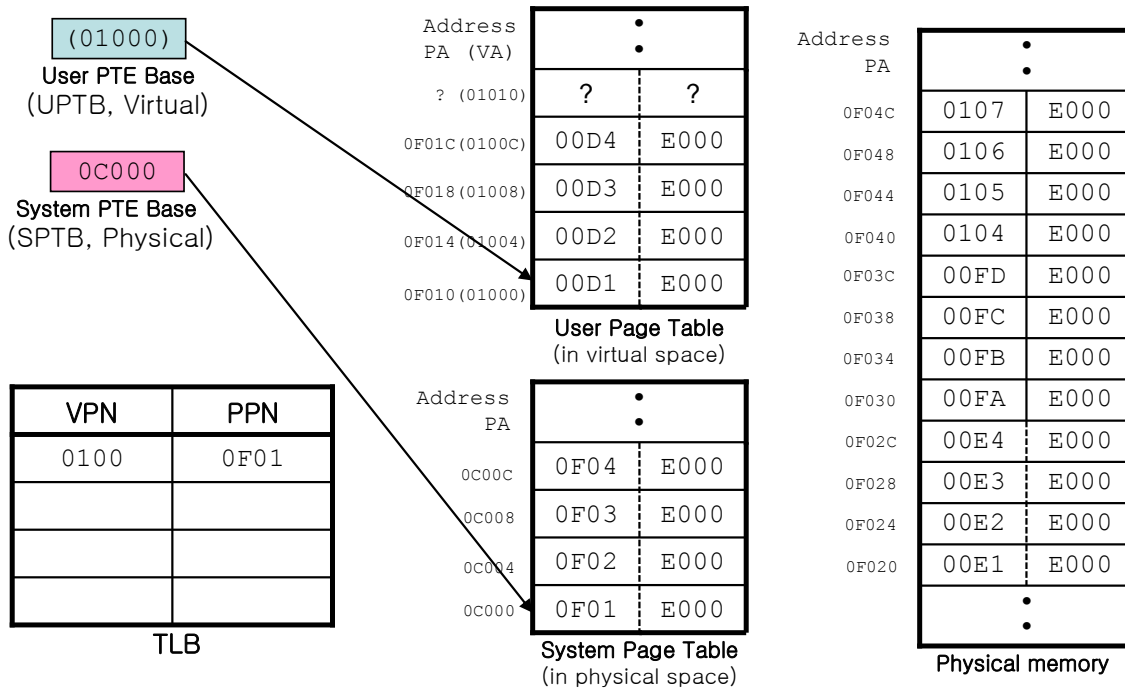 (01000)
User PTE Base
(UPTB, Virtual)
0C000
System PTE Base
(SPTB, Physical)
VPN PPN
0100 0F01
TLB
Address
PA (VA)
? (01010) ? ?
0F01C(0100C) 00D4 E000
0F018(01008) 00D3 E000
0F014(01004) 00D2 E000
0F010(01000) 00D1 E000
User Page Table
(in virtual space)
Address
PA
0C00C 0F04 E000
0C008 0F03 E000
0C004 0F02 E000
0C000 0F01 E000
System Page Table
(in physical space)
Address
PA
0F04C 0107 E000
0F048 0106 E000
0F044 0105 E000
0F040 0104 E000
0F03C 00FD E000
0F038 00FC E000
0F034 00FB E000
0F030 00FA E000
0F02C 00E4 E000
0F028 00E3 E000
0F024 00E2 E000
0F020 00E1 E000
Physical memory